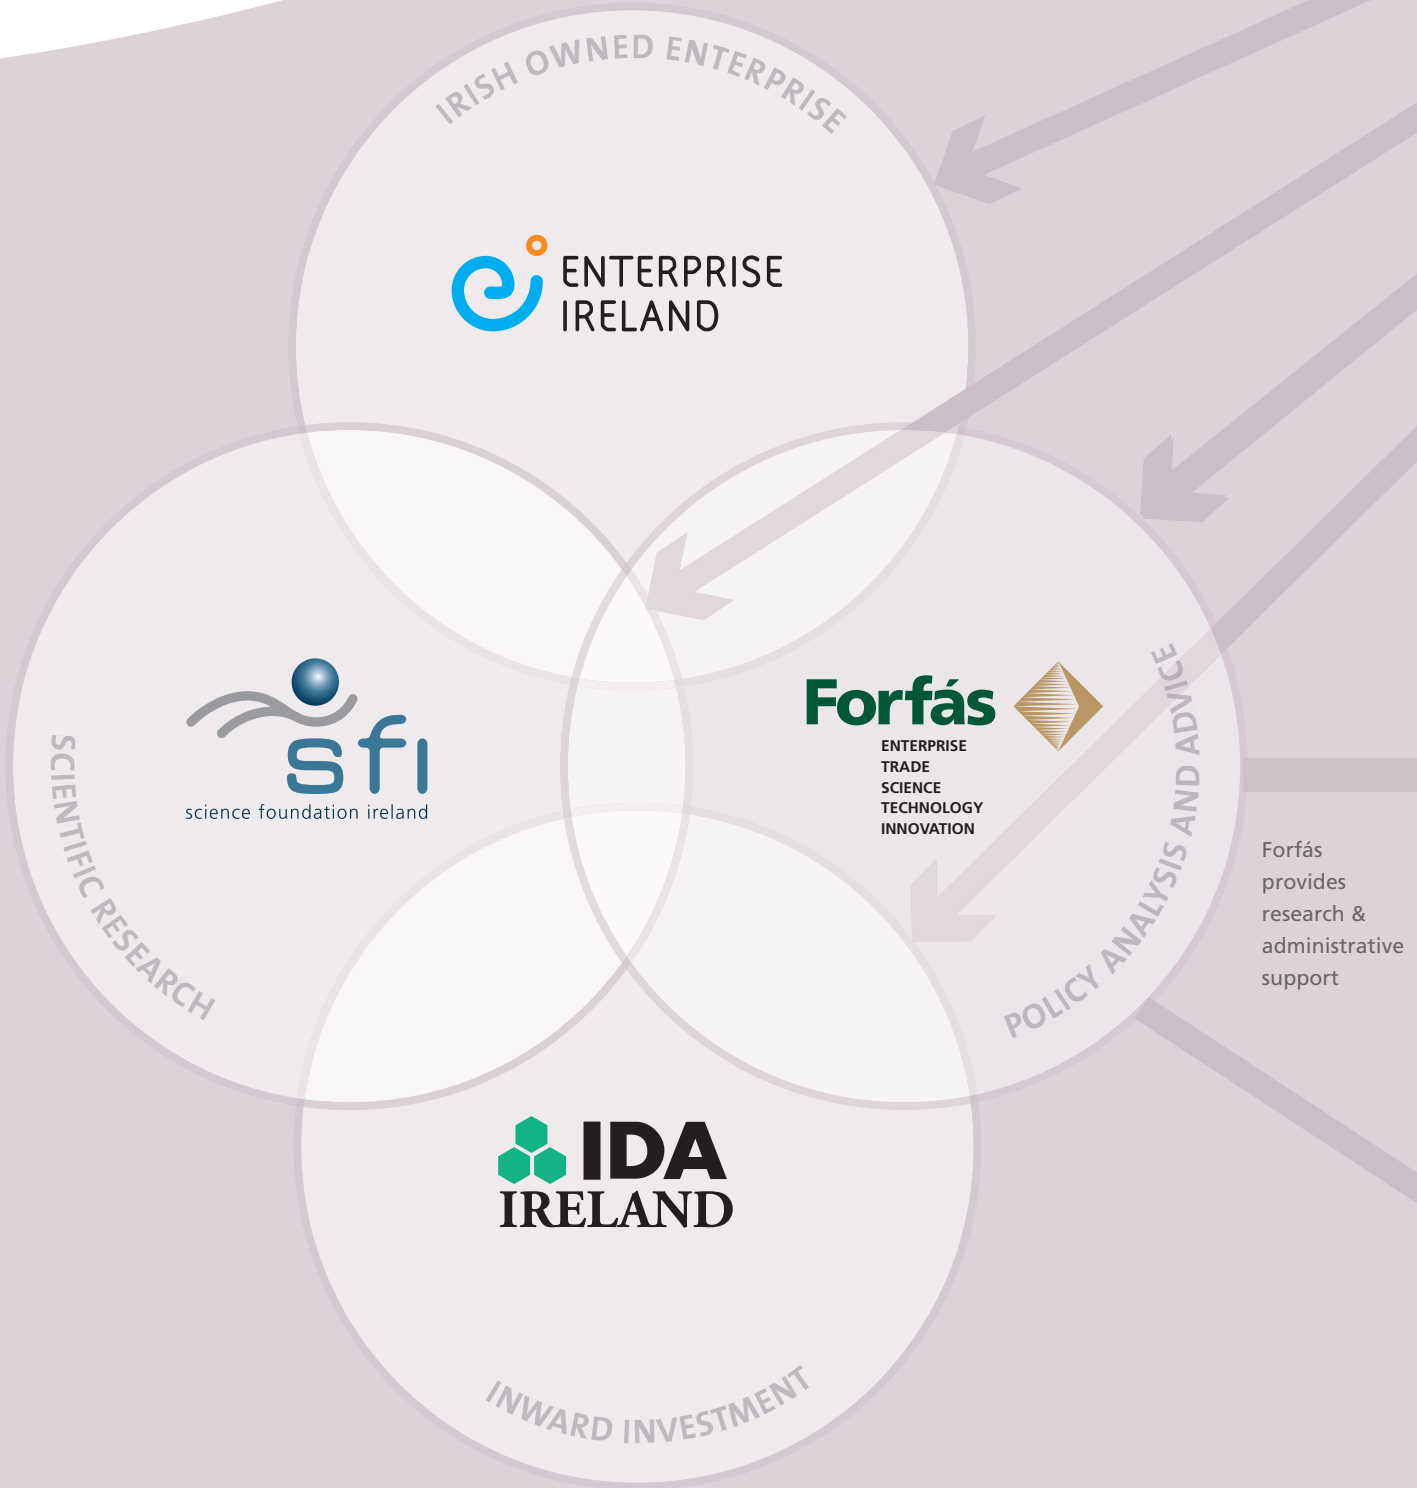 IRISH OWNED ENTERPRISE
ENTERPRISE
IRELAND
sfi
science foundation ireland
SCIENTIFIC RESEARCH
Forfás
ENTERPRISE
TRADE
SCIENCE
TECHNOLOGY
INNOVATION
POLICY ANALYSIS AND ADVICE
Forfás
provides
research &
administrative
support
IDA
IRELAND
INWARD INVESTMENT